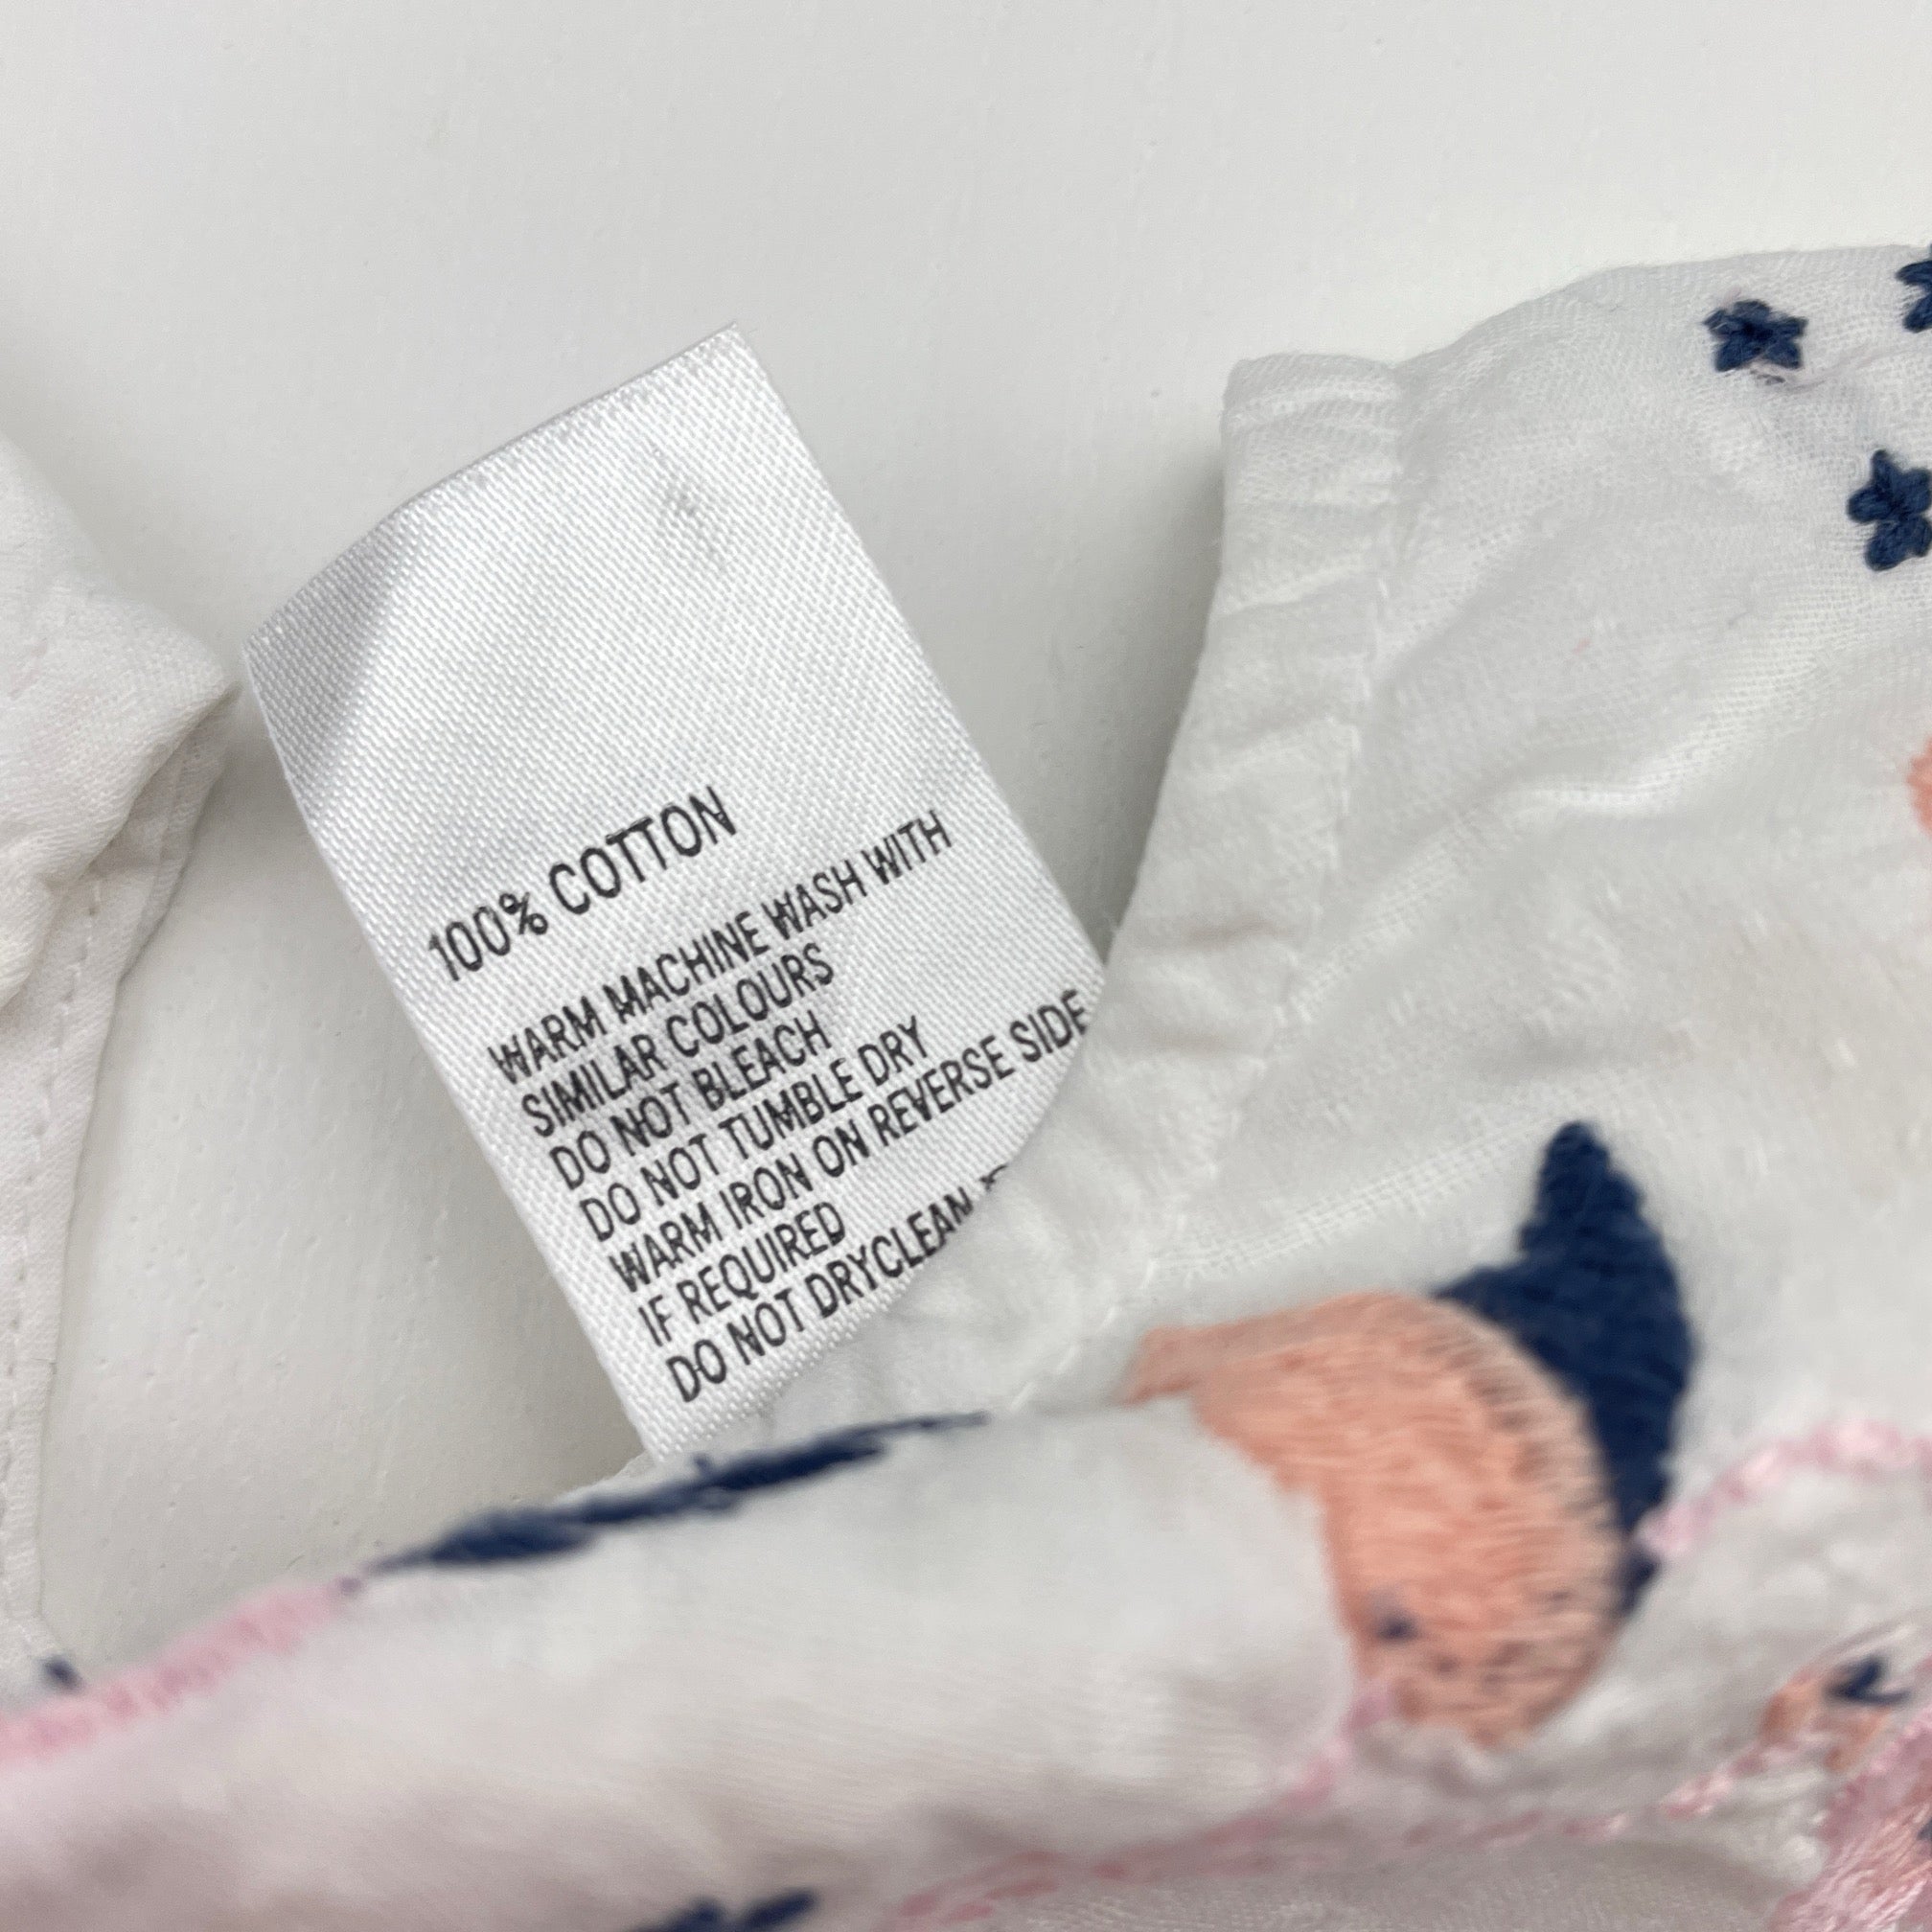 100% COTTON
WARM MACHINE WASH WITH
SIMILAR COLOURS
DO NOT BLEACH
DO NOT TUMBLE DRY
WARM IRON ON REVERSE SIDE
IF REQUIRED
DO NOT DRYCLEAN